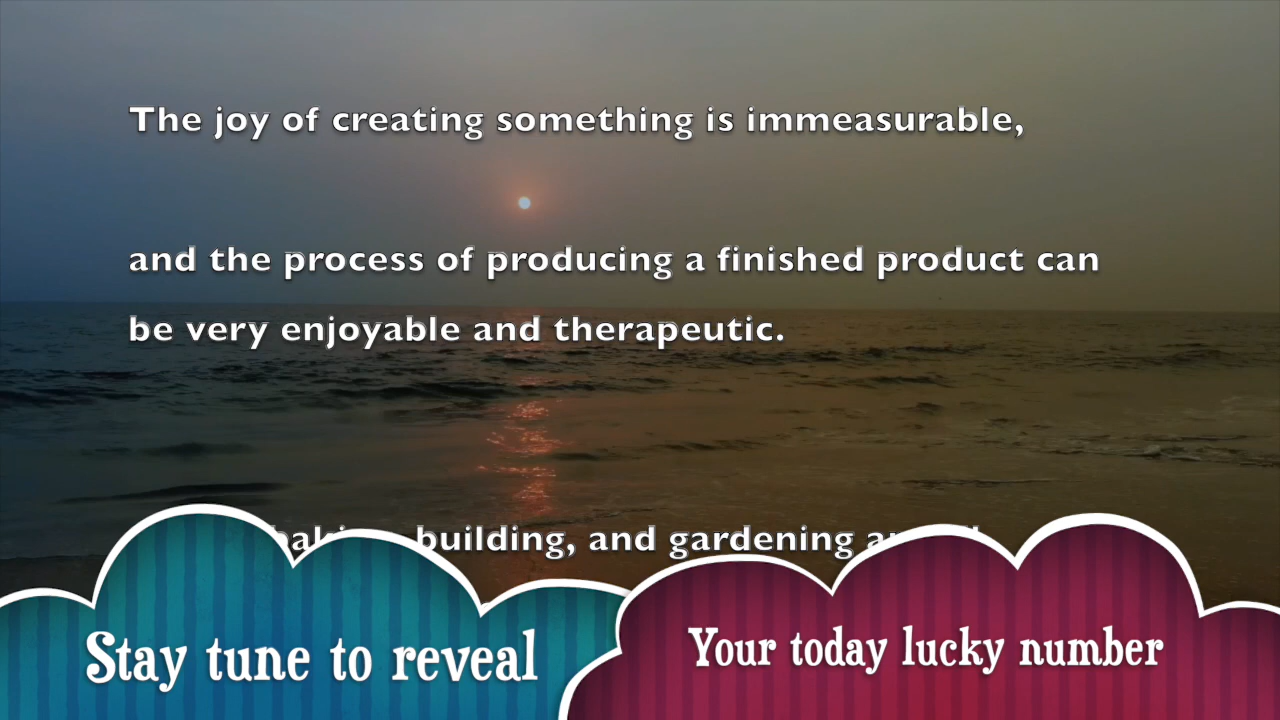 The joy of creating something is immeasurable,
and the process of producing a finished product can
be very enjoyable and therapeutic.
building, and gardening
Stay tune to reveal
Your today lucky number